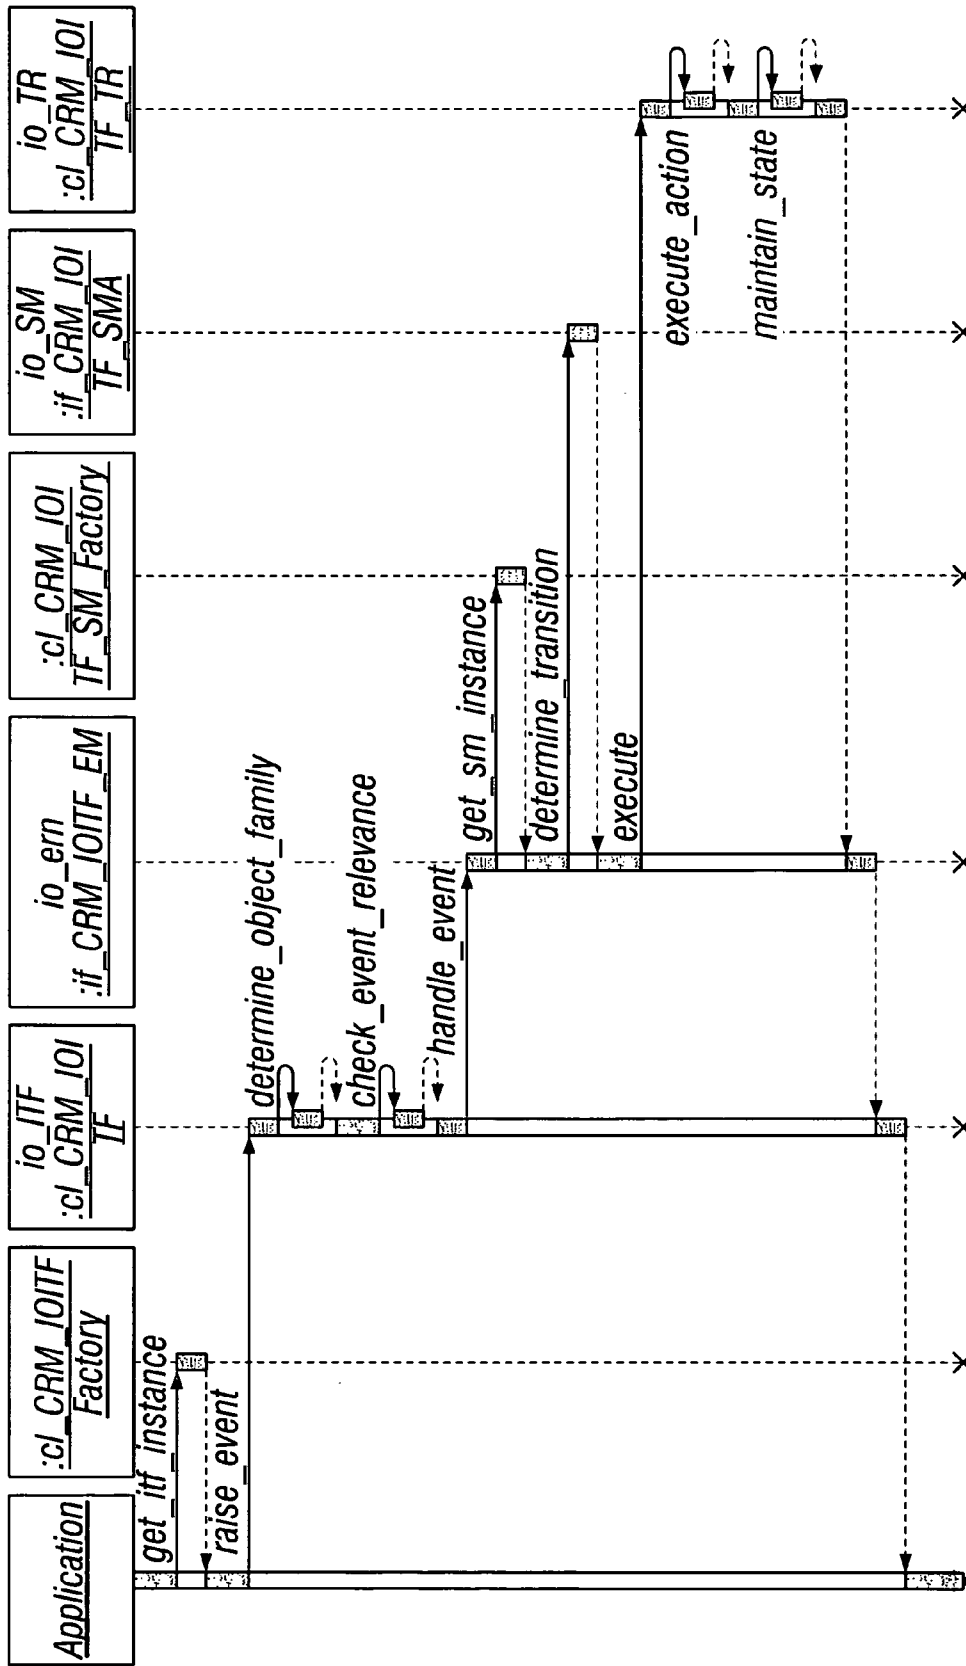 Application
:cl_CRM_IOITF
Factory
io_ITF
:cl_CRM_IOI
TF
io_ern
:if_CRM_IOITF_EM
:cl_CRM_IOI
TF_SM_Factory
io_SM
:if_CRM_IOI
TF_SMA
io_TR
:cl_CRM_IOI
TF_TR
get_itf_instance
raise_event
determine_object_family
check_event_relevance
handle_event
get_sm_instance
determine_transition
execute
execute_action
maintain_state